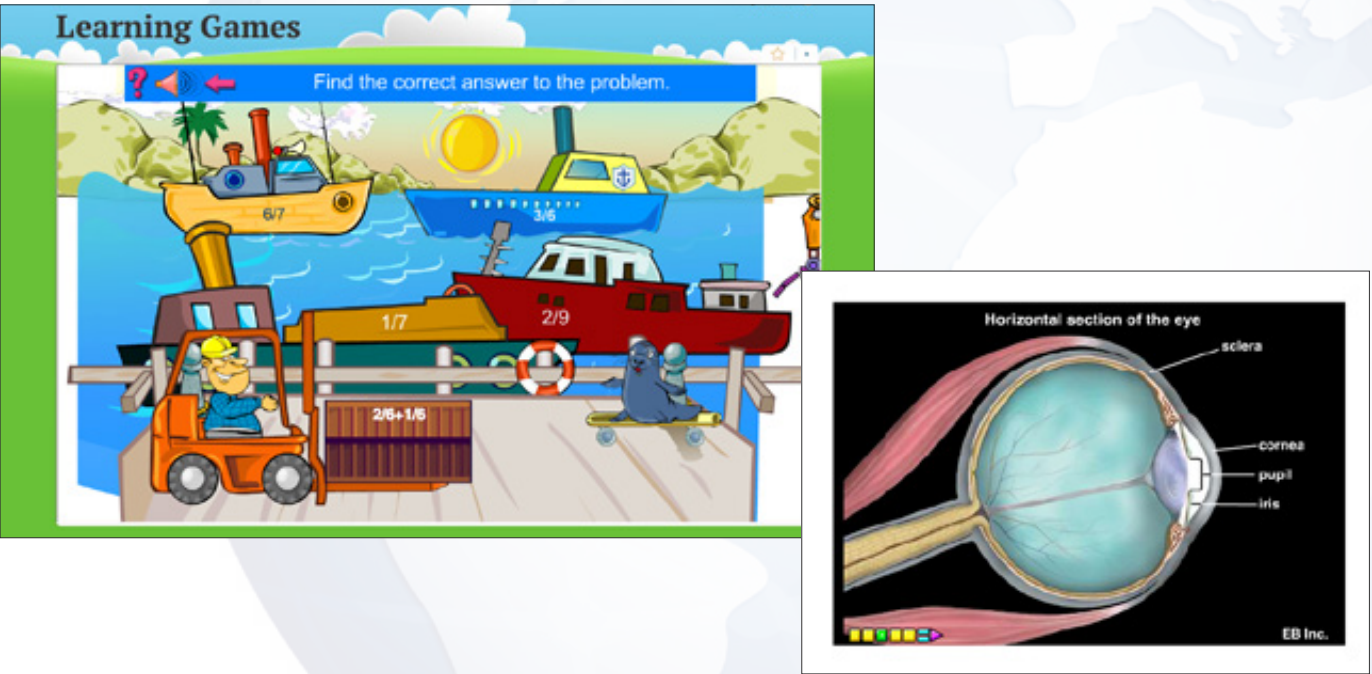 Learning Games
Find the correct answer to the problem.
6/7
3/6
1/7
2/9
2/6+1/6
Horizontal section of the eye
sclera
cornea
pupil
iris
EB Inc.